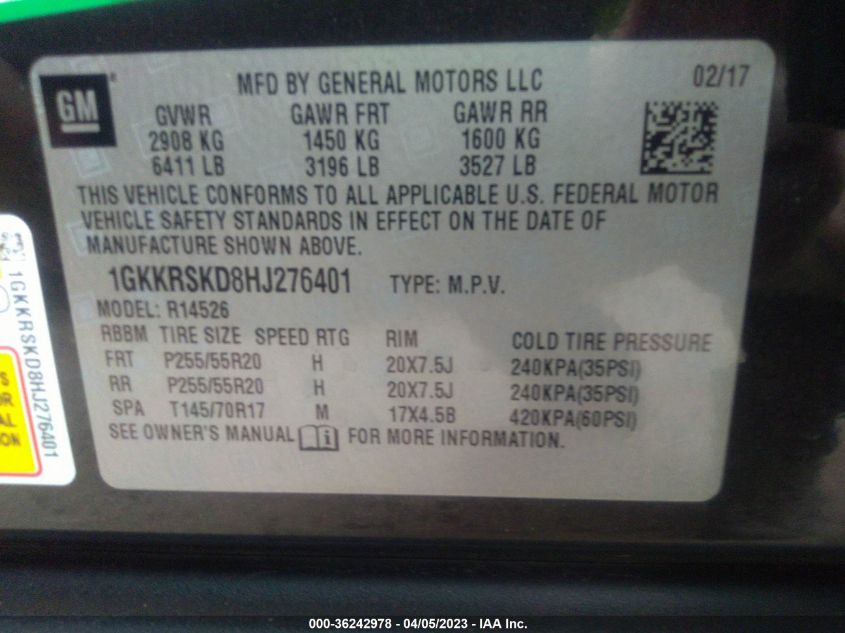 GM
MFD BY GENERAL MOTORS LLC 02/17
GVWR GAWR FRT GAWR RR
2908 KG 1450 KG 1600 KG
6411 LB 3196 LB 3527 LB
THIS VEHICLE CONFORMS TO ALL APPLICABLE U.S. FEDERAL MOTOR
VEHICLE SAFETY STANDARDS IN EFFECT ON THE DATE OF
MANUFACTURE SHOWN ABOVE.
1GKKRSKD8HJ276401 TYPE: M.P.V.
MODEL: R14526
RBBM TIRE SIZE SPEED RTG RIM COLD TIRE PRESSURE
FRT P255/55R20 H 20X7.5J 240KPA(35PSI)
RR P255/55R20 H 20X7.5J 240KPA(35PSI)
SPA T145/70R17 M 17X4.5B 420KPA(60PSI)
SEE OWNER'S MANUAL i FOR MORE INFORMATION.
1GKKRSKD8HJ276401
S
OR
AL
ION
000-36242978 - 04/05/2023 - IAA Inc.